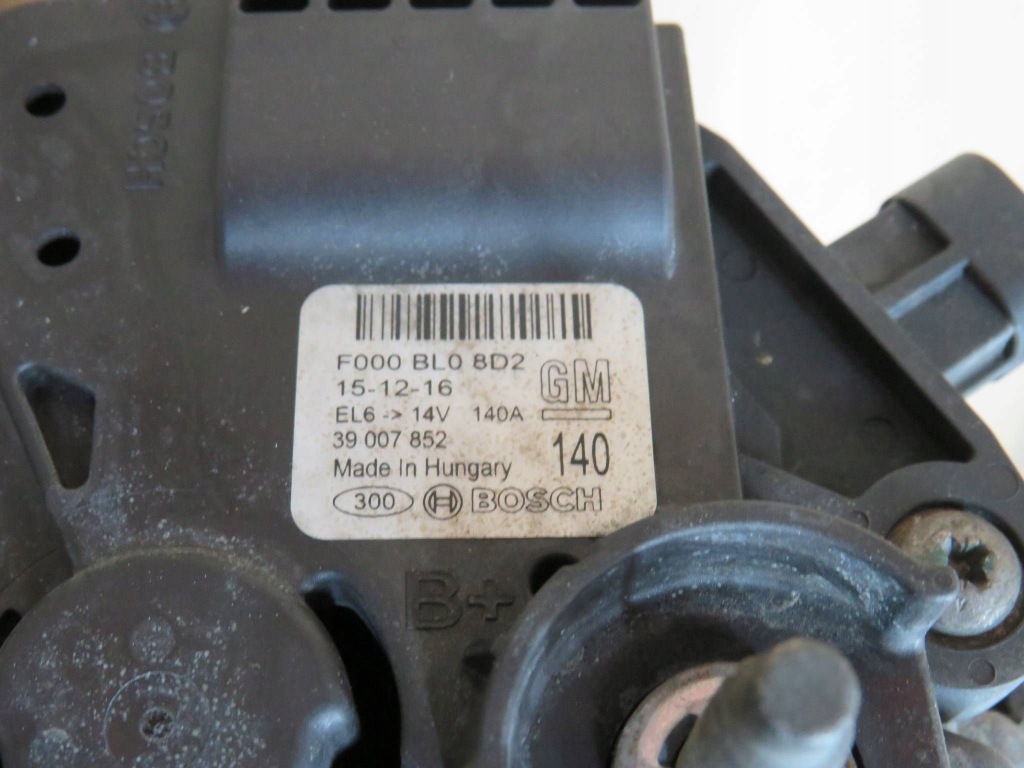 BOSCH
F000 BL0 8D2
15-12-16
GM
EL6 -> 14V 140A
39 007 852
140
Made In Hungary
300 BOSCH
B+